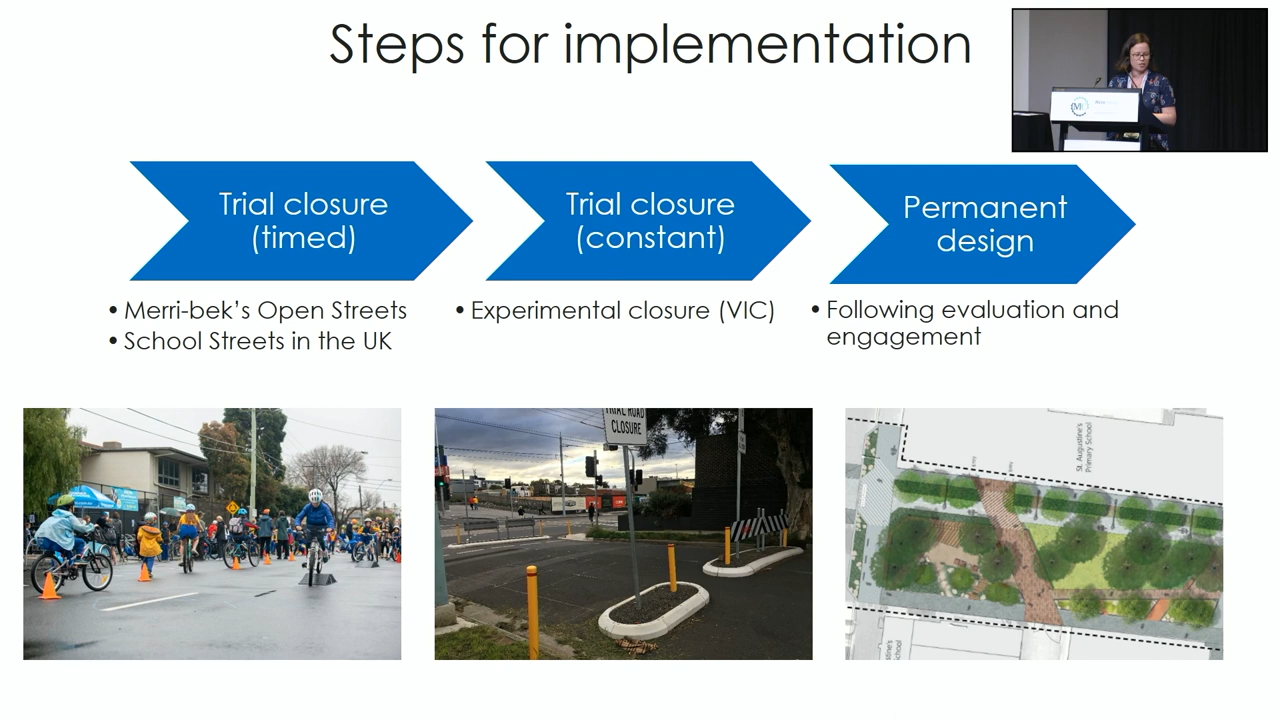 Steps for implementation
Trial closure
(timed)
Trial closure
(constant)
Permanent
design
• Merri-bek's Open Streets
• School Streets in the UK
• Experimental closure (VIC)
• Following evaluation and
engagement
TRIAL ROAD
CLOSURE
St. Augustine's
Primary School